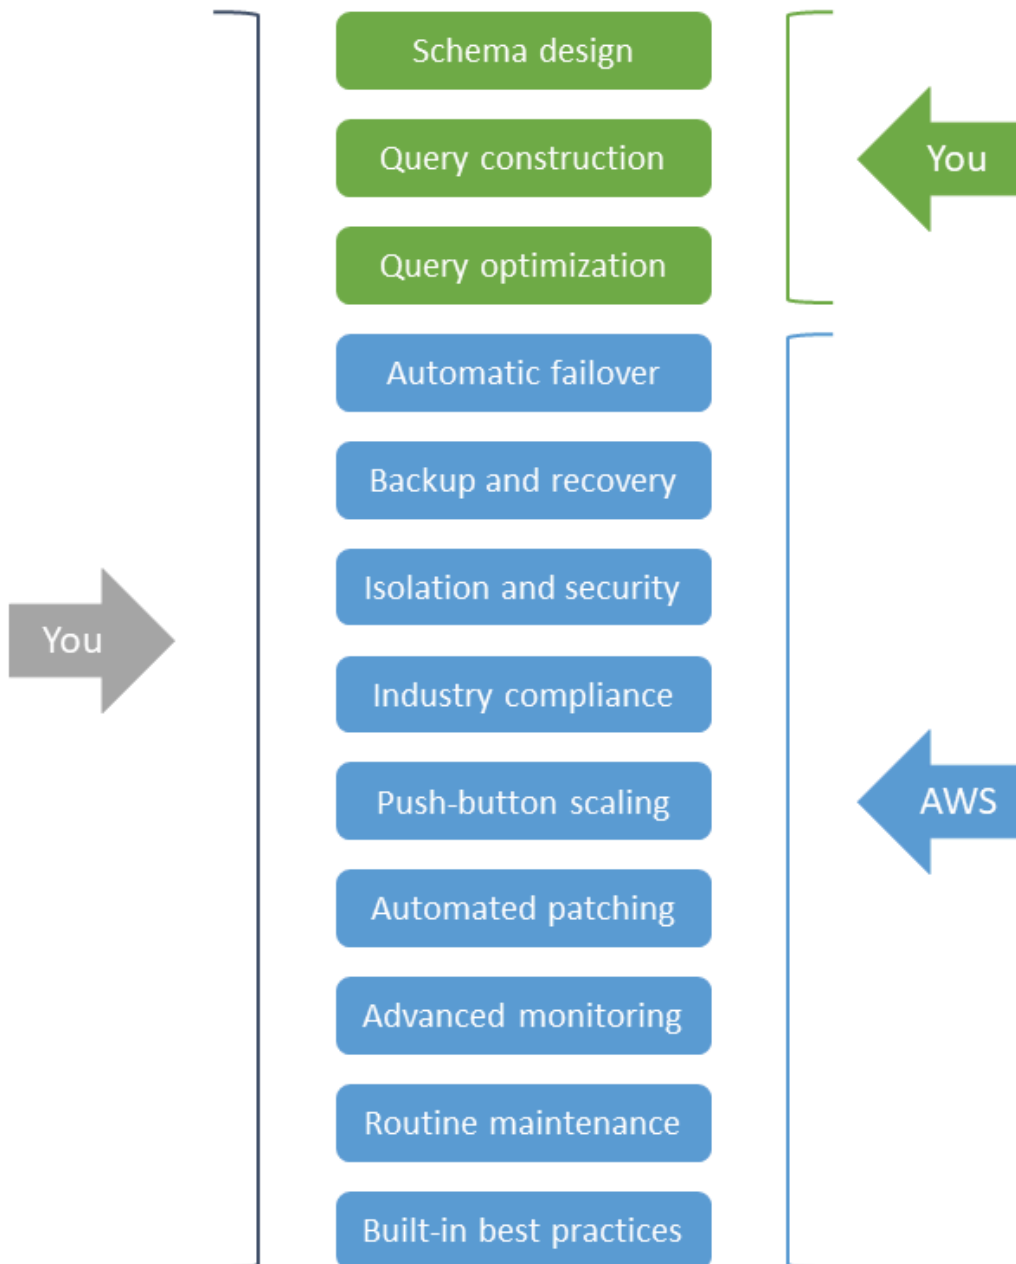 Schema design
Query construction
You
Query optimization
Automatic failover
Backup and recovery
Isolation and security
You
Industry compliance
Push-button scaling
AWS
Automated patching
Advanced monitoring
Routine maintenance
Built-in best practices